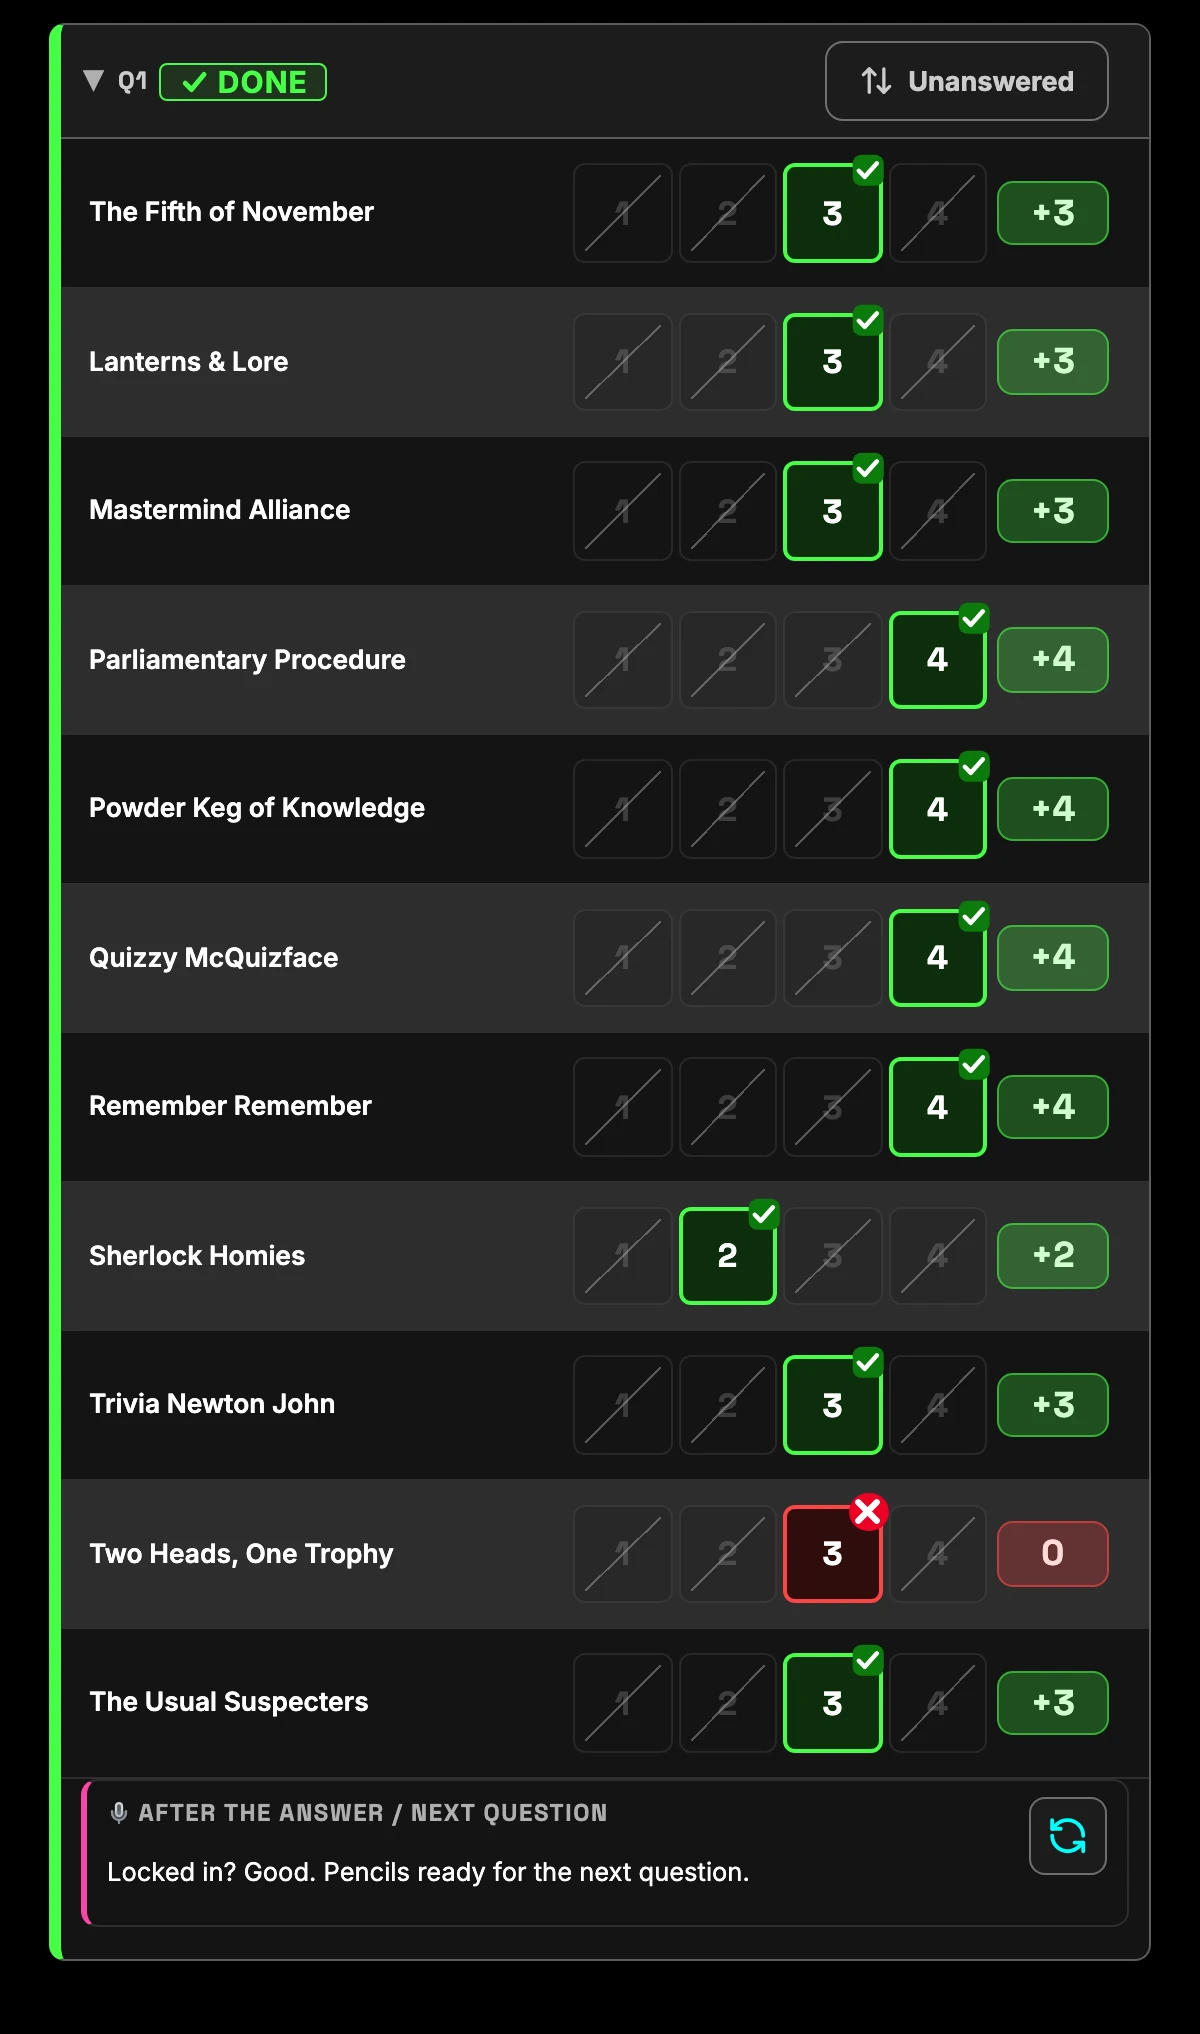 ▼ Q1 ✓ DONE Unanswered
The Fifth of November 1 2 3 4 +3
Lanterns & Lore 1 2 3 4 +3
Mastermind Alliance 1 2 3 4 +3
Parliamentary Procedure 1 2 3 4 +4
Powder Keg of Knowledge 1 2 3 4 +4
Quizzy McQuizface 1 2 3 4 +4
Remember Remember 1 2 3 4 +4
Sherlock Homies 1 2 3 4 +2
Trivia Newton John 1 2 3 4 +3
Two Heads, One Trophy 1 2 3 4 0
The Usual Suspecters 1 2 3 4 +3
AFTER THE ANSWER / NEXT QUESTION
Locked in? Good. Pencils ready for the next question.